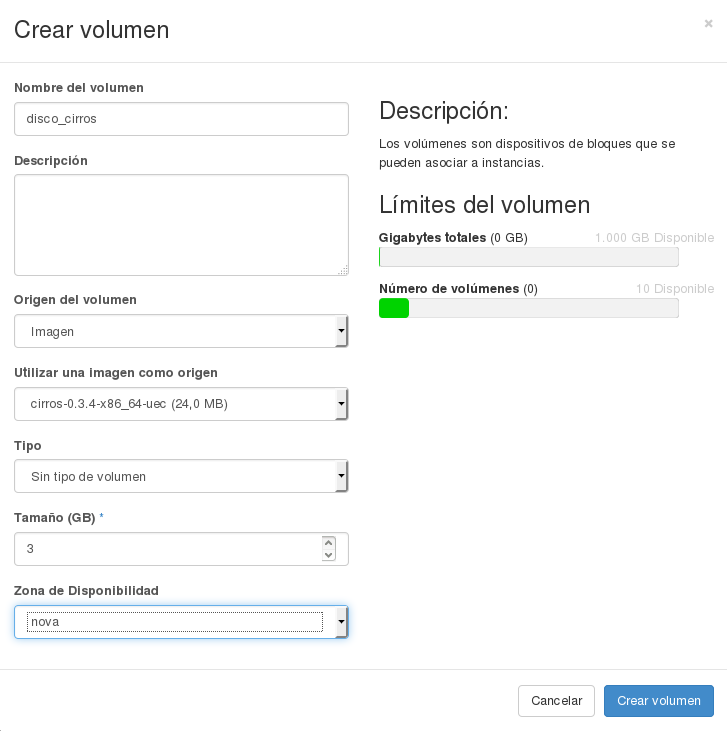 Crear volumen
×
Nombre del volumen
disco_cirros
Descripción
Origen del volumen
Imagen
Utilizar una imagen como origen
cirros-0.3.4-x86_64-uec (24,0 MB)
Tipo
Sin tipo de volumen
Tamaño (GB) *
3
Zona de Disponibilidad
nova
Descripción:
Los volúmenes son dispositivos de bloques que se
pueden asociar a instancias.
Límites del volumen
Gigabytes totales (0 GB) 1.000 GB Disponible
Número de volúmenes (0) 10 Disponible
Cancelar
Crear volumen